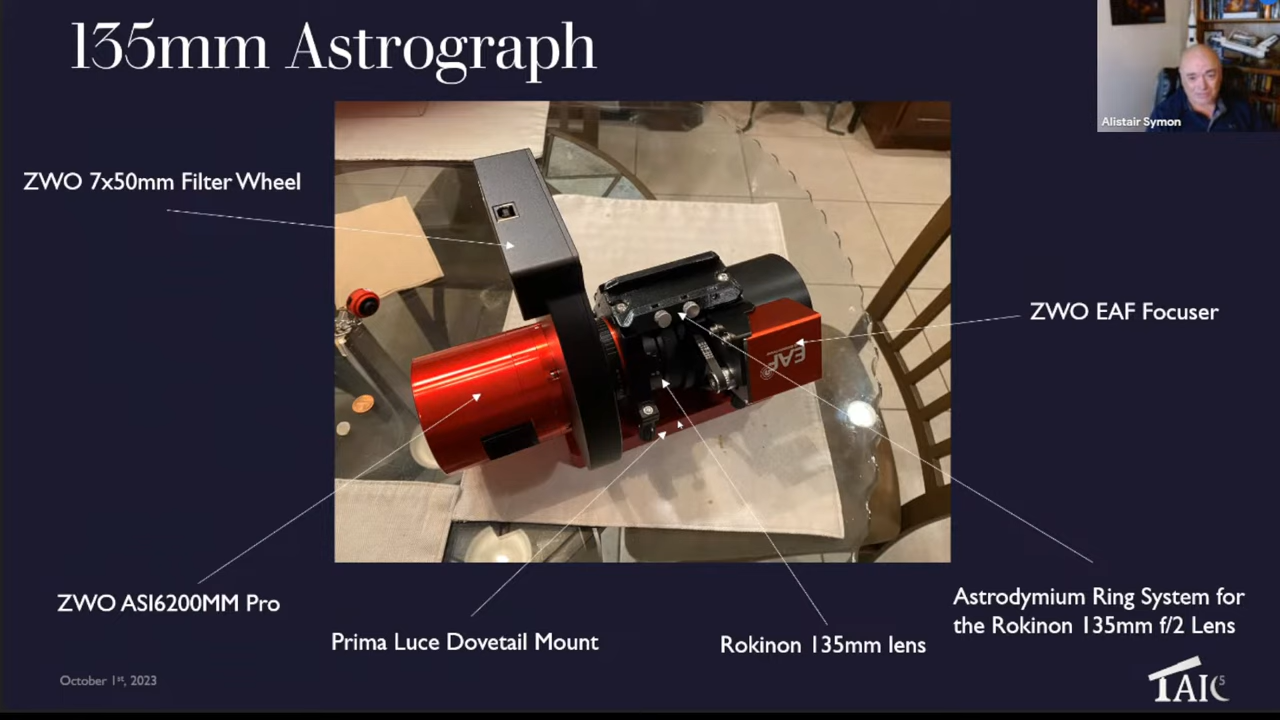 135mm Astrograph
Alistair Symon
ZWO 7x50mm Filter Wheel
ZWO EAF Focuser
EAF
ZWO ASI6200MM Pro
Prima Luce Dovetail Mount
Rokinon 135mm lens
Astrodymium Ring System for
the Rokinon 135mm f/2 Lens
October 1st, 2023
TAIC
5